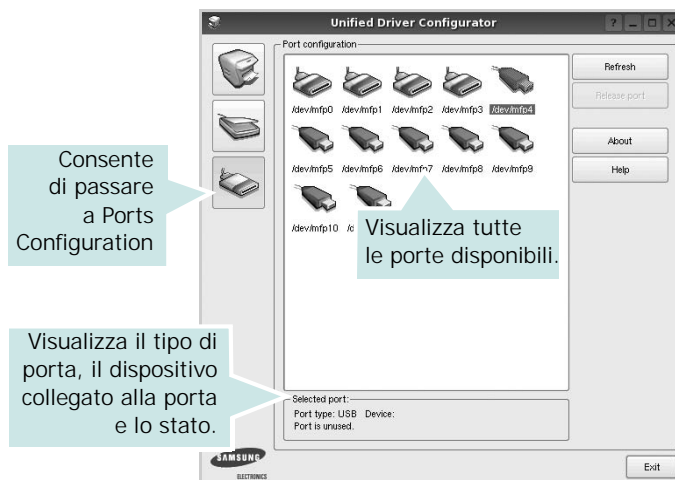 Unified Driver Configurator
Port configuration
/dev/mfp0 /dev/mfp1 /dev/mfp2 /dev/mfp3 /dev/mfp4
/dev/mfp5 /dev/mfp6 /dev/mfp7 /dev/mfp8 /dev/mfp9
/dev/mfp10
Refresh
Release port
About
Help
Consente
di passare
a Ports
Configuration
Visualizza tutte
le porte disponibili.
Visualizza il tipo di
porta, il dispositivo
collegato alla porta
e lo stato.
Selected port:
Port type: USB Device:
Port is unused.
SAMSUNG
ELECTRONICS
Exit